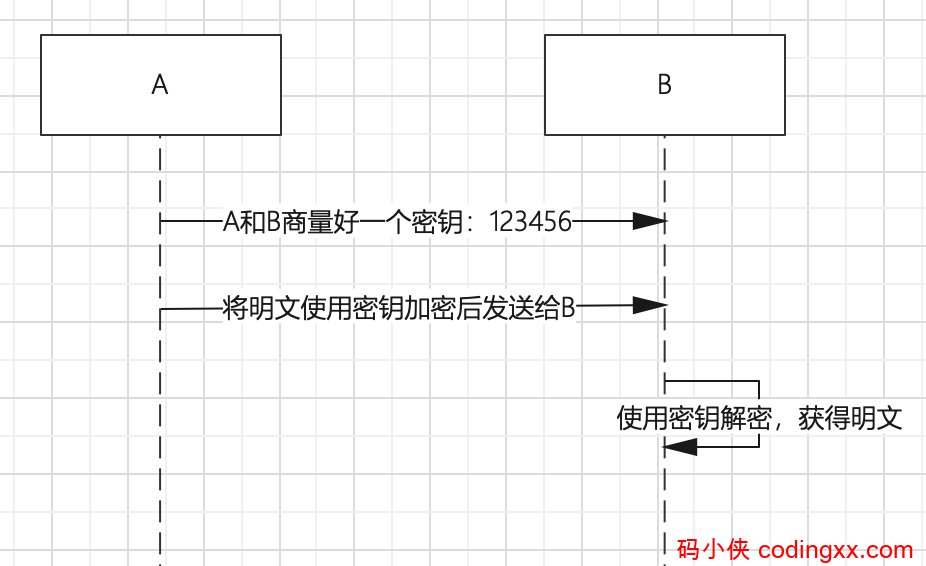 A
B
A和B商量好一个密钥：123456
将明文使用密钥加密后发送给B
使用密钥解密，获得明文
码小侠 codingxx.com